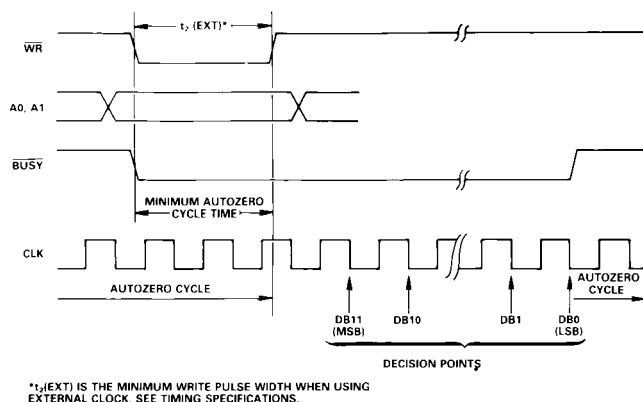 t₂ (EXT)*
WR
A0, A1
BUSY
MINIMUM AUTOZERO
CYCLE TIME
CLK
AUTOZERO CYCLE
AUTOZERO
CYCLE
DB11
(MSB)
DB10
DB1
DB0
(LSB)
DECISION POINTS
*t₂(EXT) IS THE MINIMUM WRITE PULSE WIDTH WHEN USING
EXTERNAL CLOCK. SEE TIMING SPECIFICATIONS.